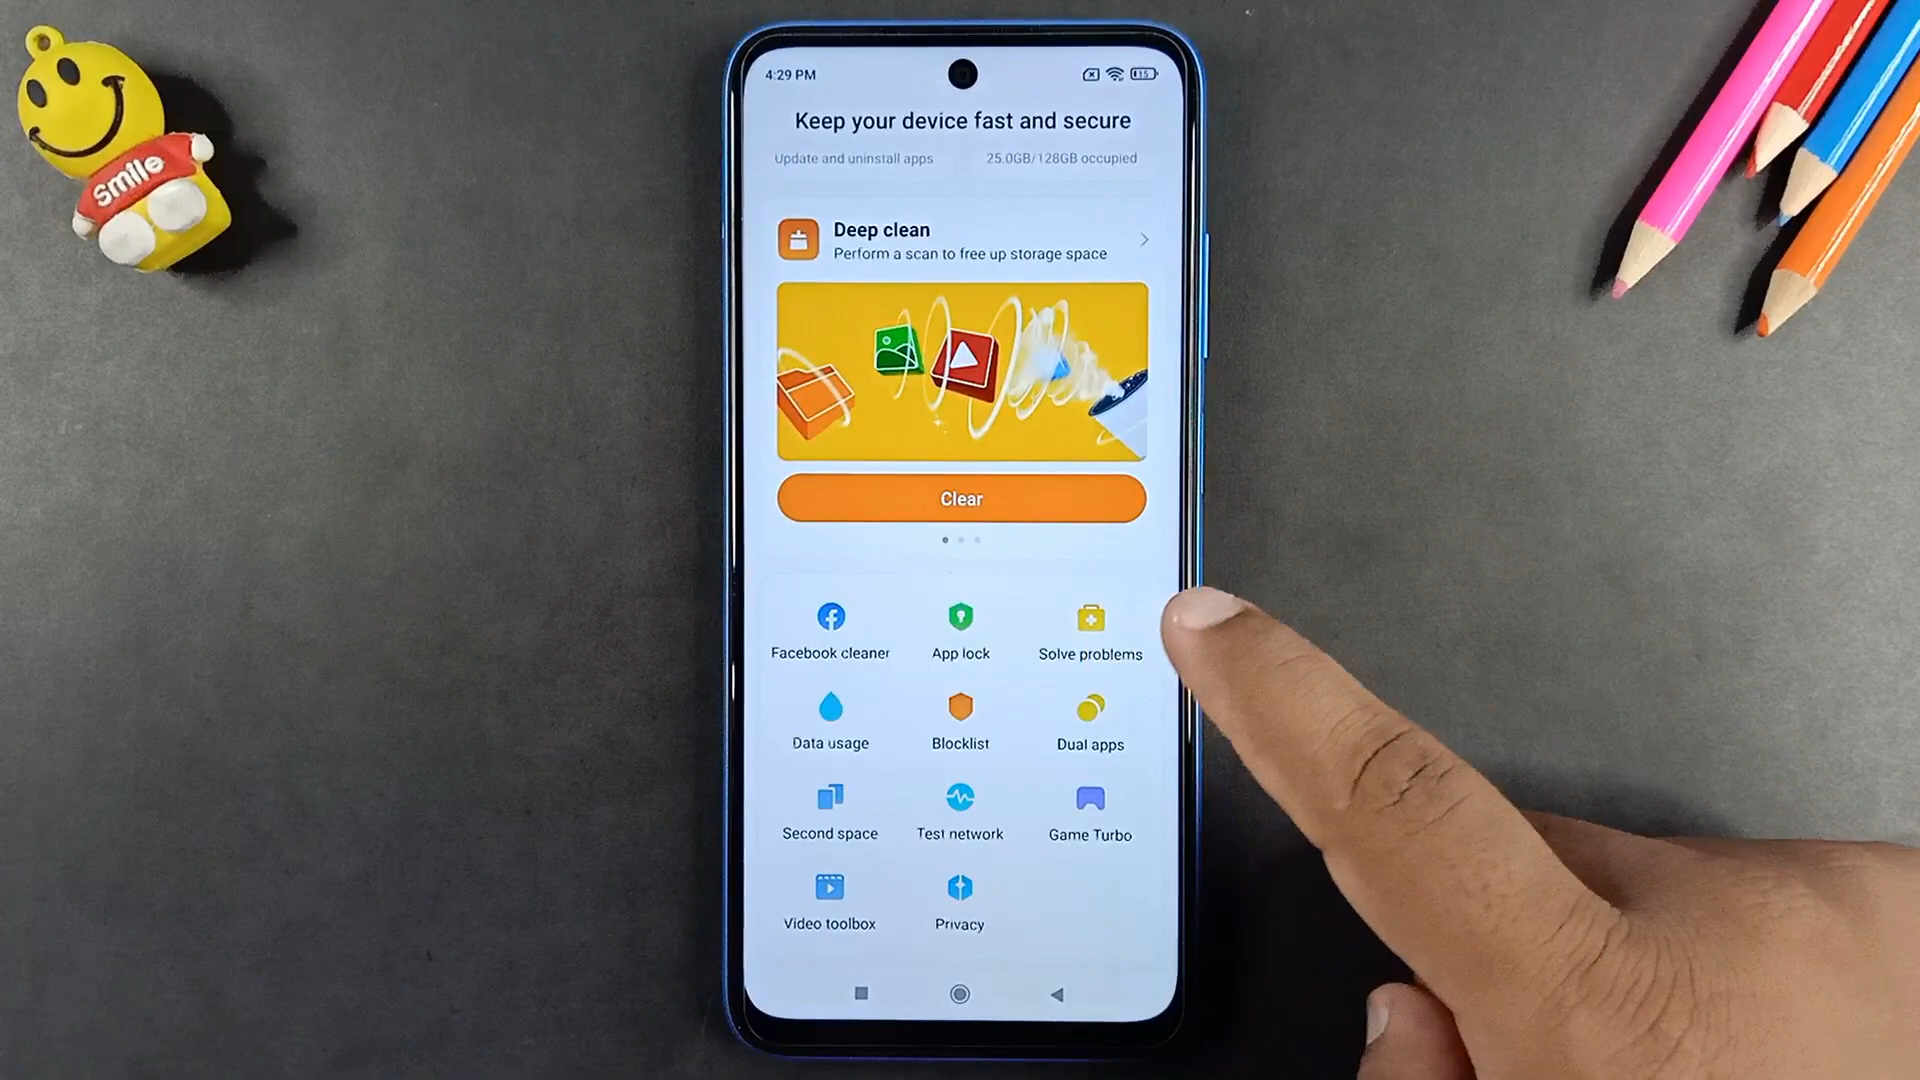 Smile
4:29 PM
15
Keep your device fast and secure
Update and uninstall apps
25.0GB/128GB occupied
Deep clean
Perform a scan to free up storage space
Clear
Facebook cleaner
App lock
Solve problems
Data usage
Blocklist
Dual apps
Second space
Test network
Game Turbo
Video toolbox
Privacy